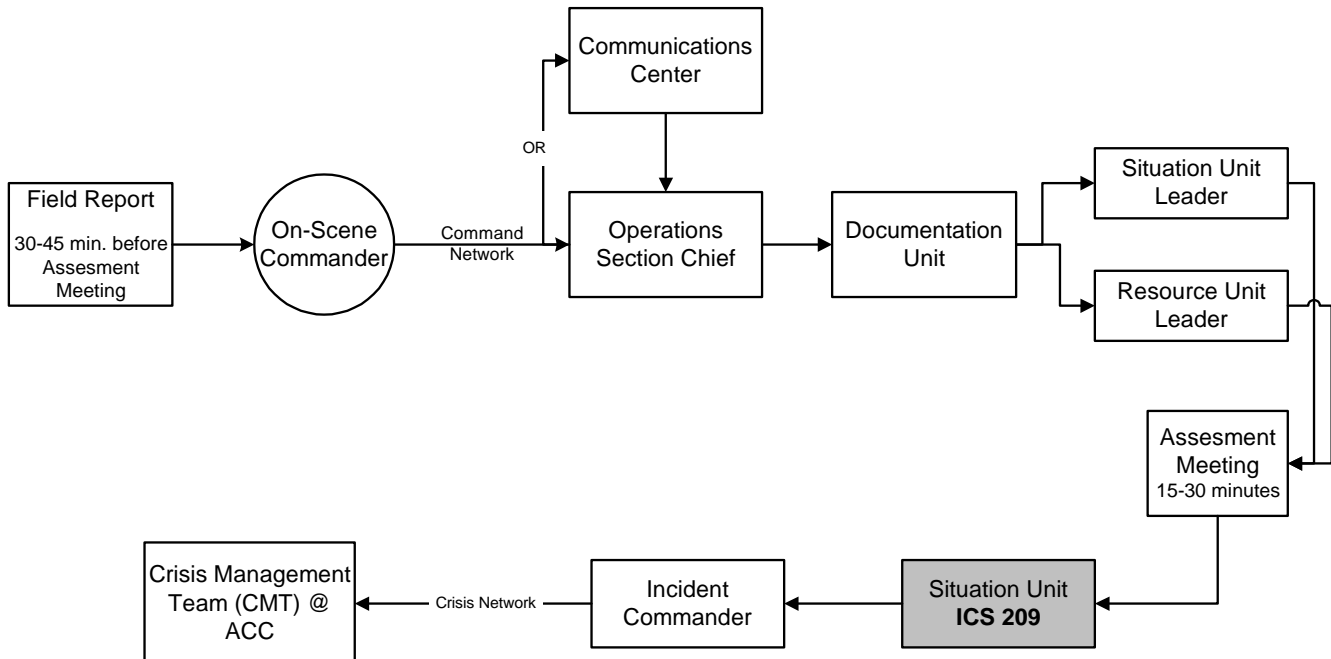 Communications
Center
OR
Field Report
30-45 min. before
Assesment
Meeting
On-Scene
Commander
Command
Network
Operations
Section Chief
Documentation
Unit
Situation Unit
Leader
Resource Unit
Leader
Assesment
Meeting
15-30 minutes
Crisis Management
Team (CMT) @
ACC
Crisis Network
Incident
Commander
Situation Unit
ICS 209